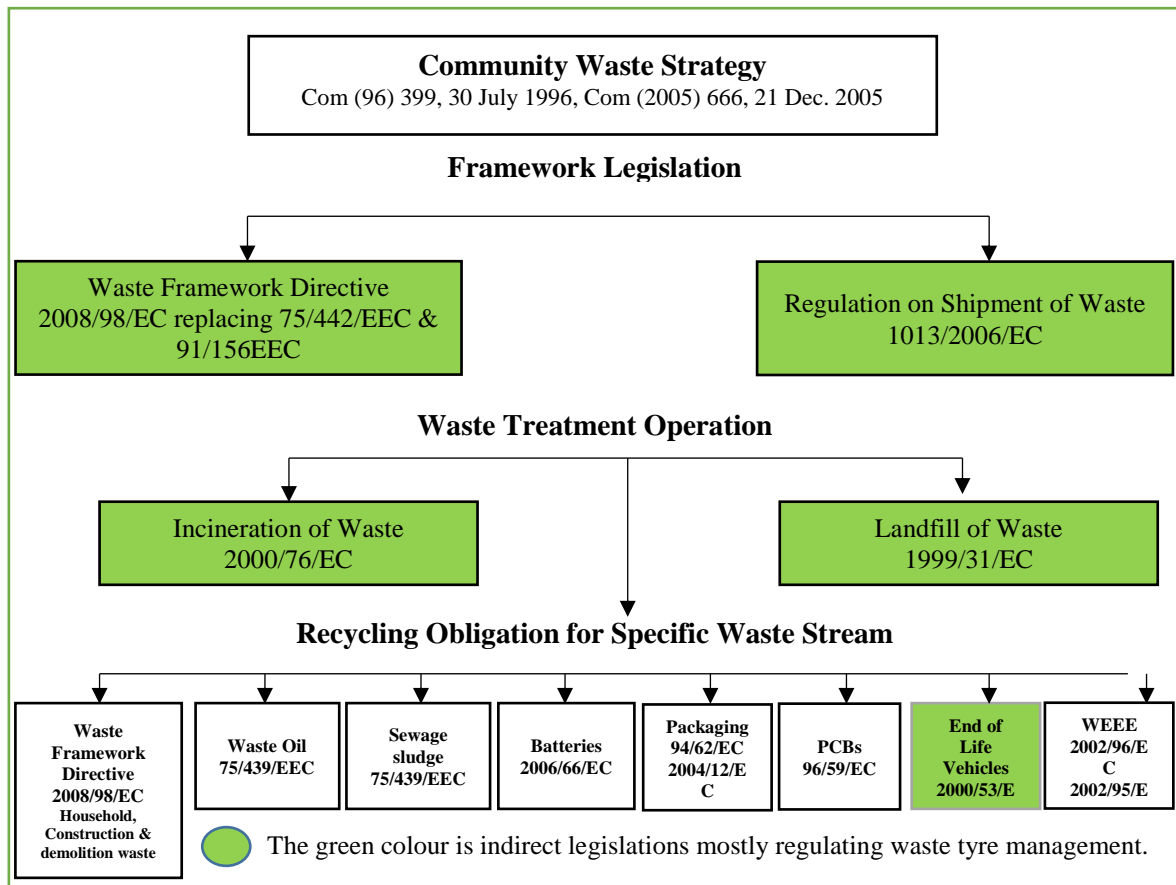 Community Waste Strategy
Com (96) 399, 30 July 1996, Com (2005) 666, 21 Dec. 2005
Framework Legislation
Waste Framework Directive
2008/98/EC replacing 75/442/EEC &
91/156EEC
Regulation on Shipment of Waste
1013/2006/EC
Waste Treatment Operation
Incineration of Waste
2000/76/EC
Landfill of Waste
1999/31/EC
Recycling Obligation for Specific Waste Stream
Waste
Framework
Directive
2008/98/EC
Household,
Construction &
demolition waste
Waste Oil
75/439/EEC
Sewage
sludge
75/439/EEC
Batteries
2006/66/EC
Packaging
94/62/EC
2004/12/E
C
PCBs
96/59/EC
End of
Life
Vehicles
2000/53/E
WEEE
2002/96/E
C
2002/95/E
The green colour is indirect legislations mostly regulating waste tyre management.